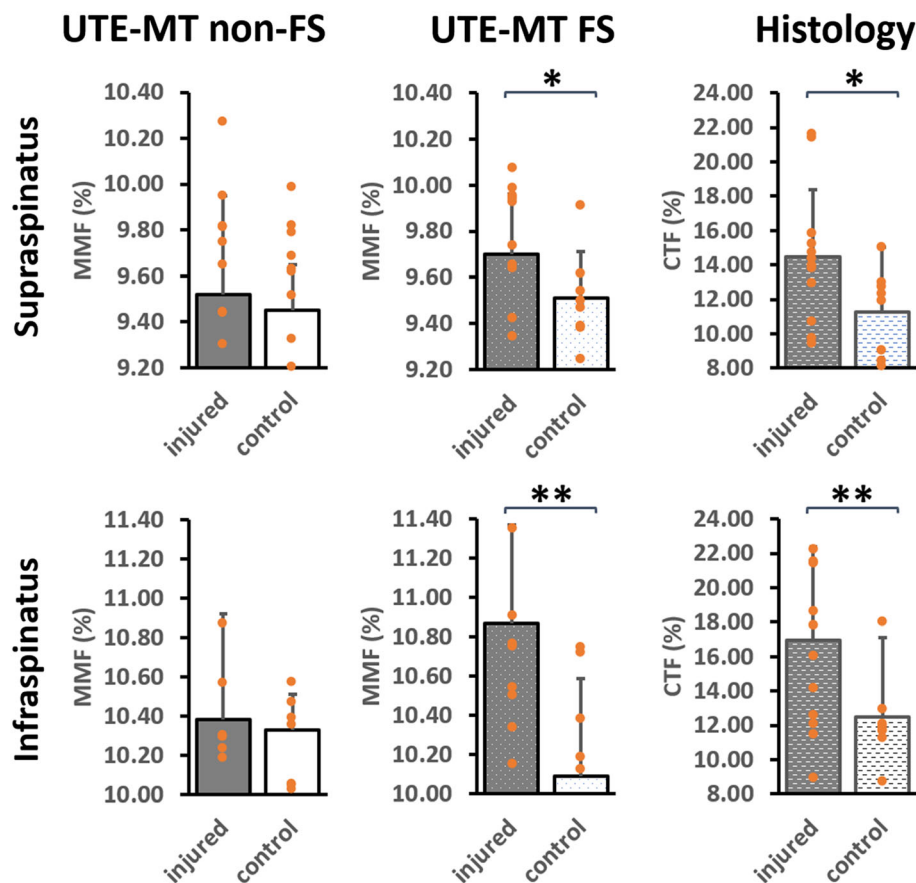 UTE-MT non-FS
UTE-MT FS
Histology
Supraspinatus
MMF (%)
10.40
10.20
10.00
9.80
9.60
9.40
9.20
injured
control
*
MMF (%)
10.40
10.20
10.00
9.80
9.60
9.40
9.20
injured
control
*
CTF (%)
24.00
22.00
20.00
18.00
16.00
14.00
12.00
10.00
8.00
injured
control
Infraspinatus
MMF (%)
11.40
11.20
11.00
10.80
10.60
10.40
10.20
10.00
injured
control
**
MMF (%)
11.40
11.20
11.00
10.80
10.60
10.40
10.20
10.00
injured
control
**
CTF (%)
24.00
22.00
20.00
18.00
16.00
14.00
12.00
10.00
8.00
injured
control